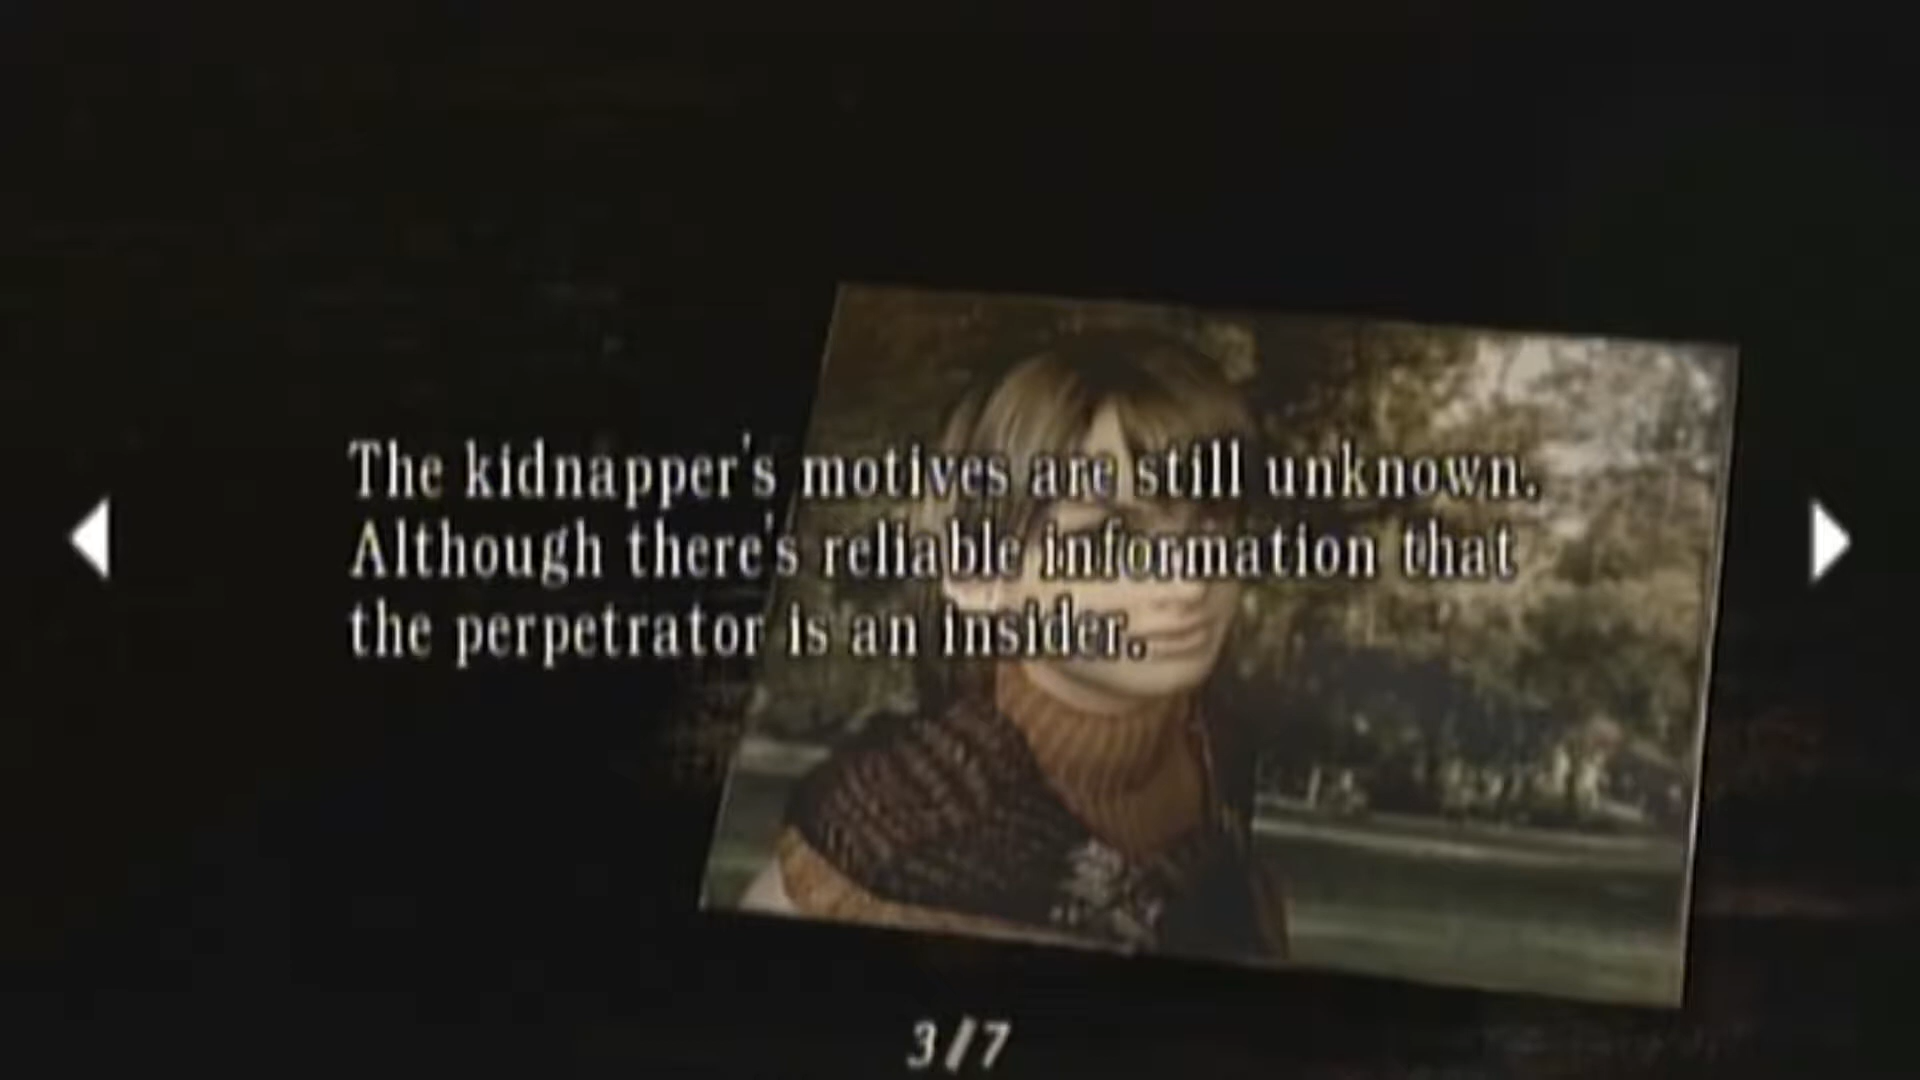 The kidnapper's motives are still unknown.
Although there's reliable information that
the perpetrator is an insider.
3/7